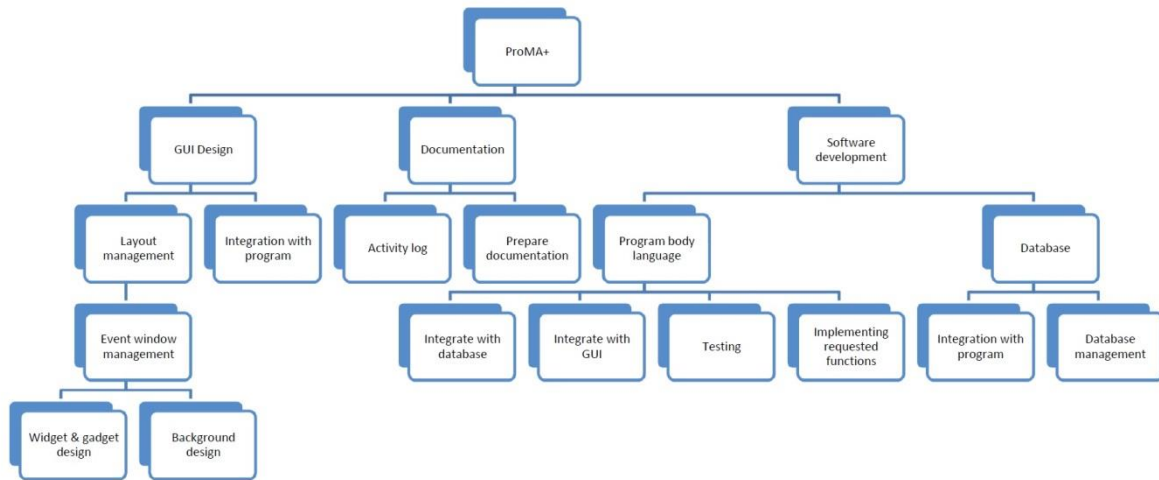 ProMA+
GUI Design
Documentation
Software
development
Layout
management
Integration with
program
Activity log
Prepare
documentation
Program body
language
Database
Event window
management
Integrate with
database
Integrate with
GUI
Testing
Implementing
requested
functions
Integration with
program
Database
management
Widget & gadget
design
Background
design